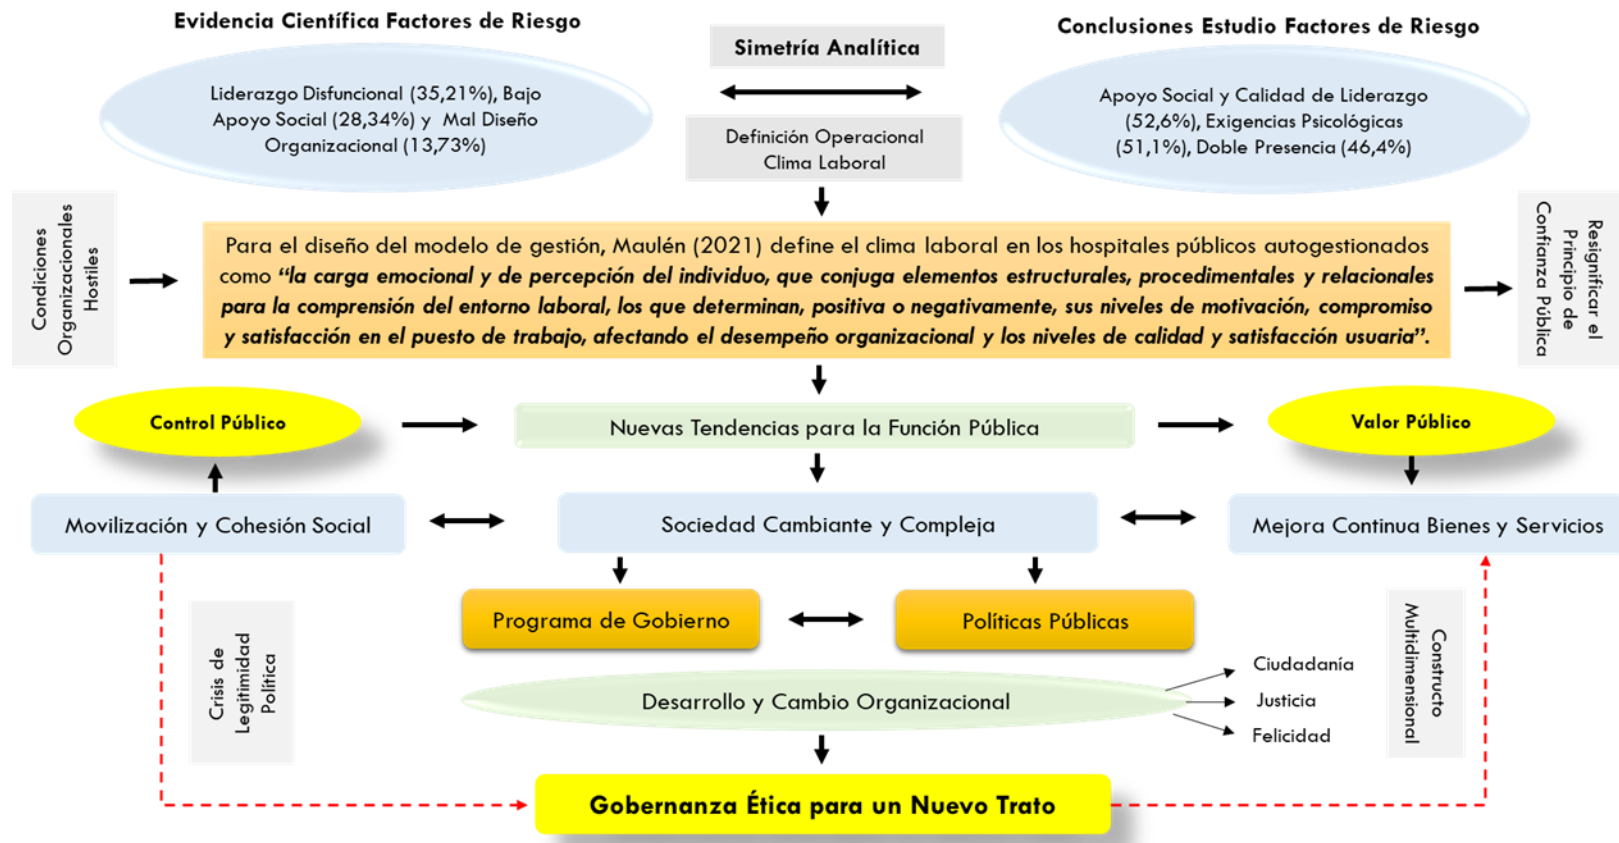 Evidencia Científica Factores de Riesgo
Liderazgo Disfuncional (35,21%), Bajo
Apoyo Social (28,34%) y Mal Diseño
Organizacional (13,73%)
Simetría Analítica
Definición Operacional
Clima Laboral
Conclusiones Estudio Factores de Riesgo
Apoyo Social y Calidad de Liderazgo
(52,6%), Exigencias Psicológicas
(51,1%), Doble Presencia (46,4%)
Condiciones
Organizacionales
Hostiles
Para el diseño del modelo de gestión, Maulén (2021) define el clima laboral en los hospitales públicos autogestionados
como “la carga emocional y de percepción del individuo, que conjuga elementos estructurales, procedimentales y relacionales
para la comprensión del entorno laboral, los que determinan, positiva o negativamente, sus niveles de motivación, compromiso
y satisfacción en el puesto de trabajo, afectando el desempeño organizacional y los niveles de calidad y satisfacción usuaria”.
Resignificar el
Principio de
Confianza Pública
Control Público
Nuevas Tendencias para la Función Pública
Valor Público
Movilización y Cohesión Social
Sociedad Cambiante y Compleja
Mejora Continua Bienes y Servicios
Crisis de
Legitimidad
Política
Programa de Gobierno
Políticas Públicas
Constructo
Multidimensional
Desarrollo y Cambio Organizacional
Ciudadanía
Justicia
Felicidad
Gobernanza Ética para un Nuevo Trato